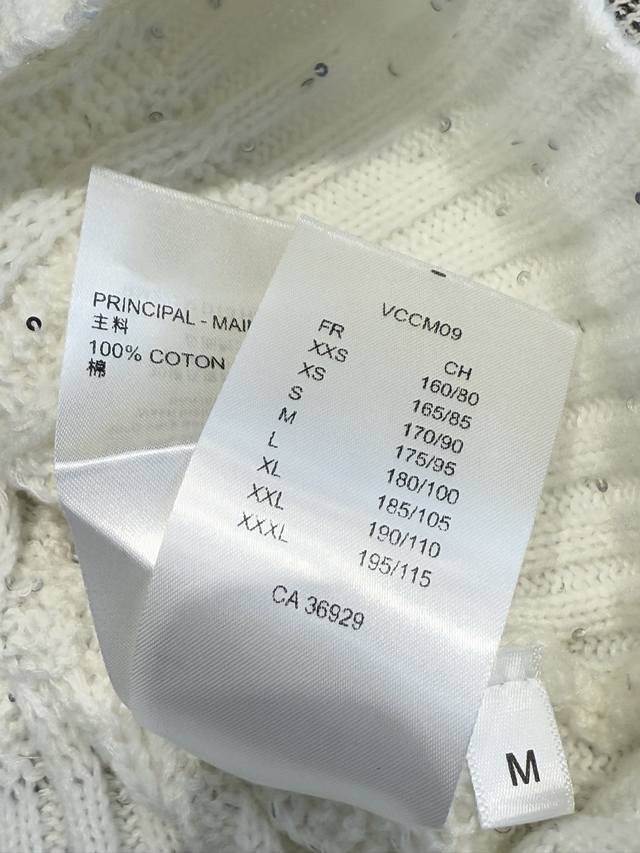 PRINCIPAL - MAI
主料
100% COTON
棉
VCCM09
FR CH
XXS 160/80
XS 165/85
S 170/90
M 175/95
L 180/100
XL 185/105
XXL 190/110
XXXL 195/115
CA 36929
M